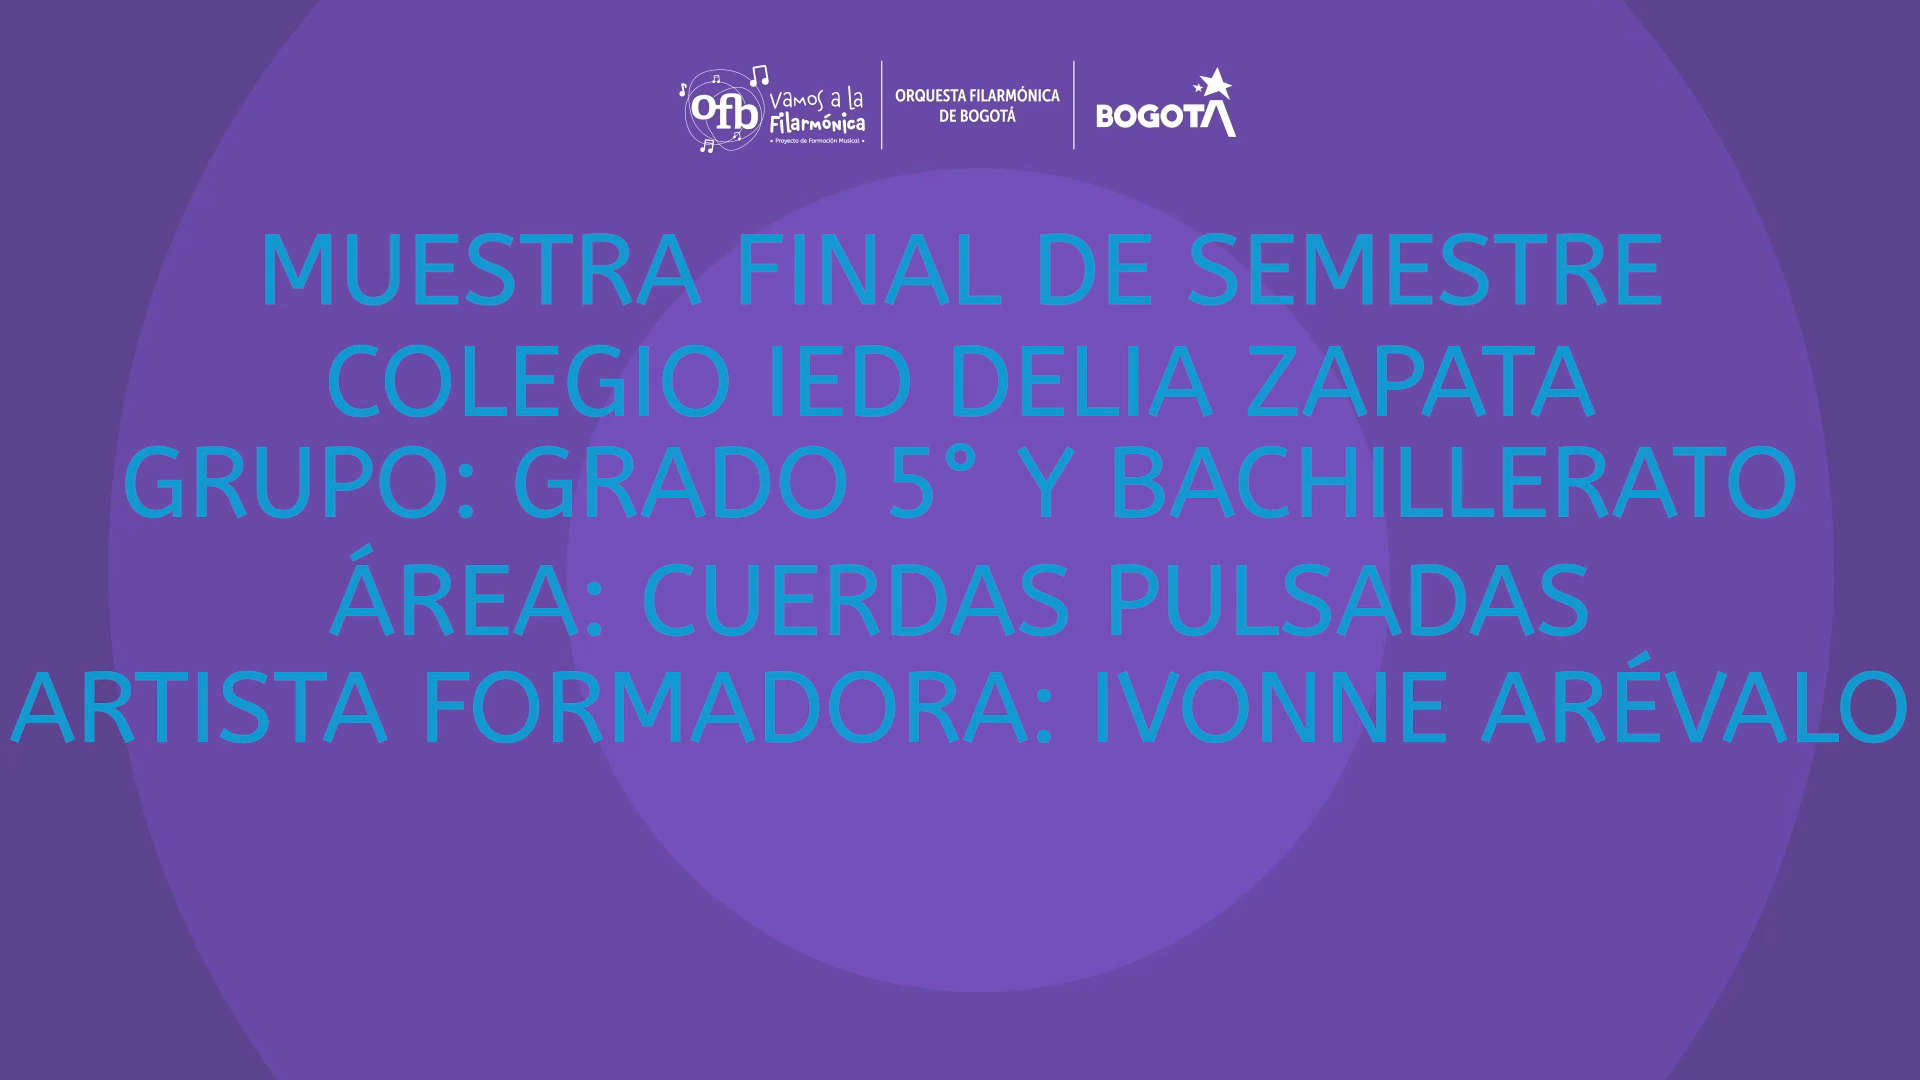 ofb
Vamos a la
Filarmónica
• Proyecto de Formación Musical •
ORQUESTA FILARMÓNICA
DE BOGOTÁ
BOGOTÁ
MUESTRA FINAL DE SEMESTRE
COLEGIO IED DELIA ZAPATA
GRUPO: GRADO 5° Y BACHILLERATO
ÁREA: CUERDAS PULSADAS
ARTISTA FORMADORA: IVONNE ARÉVALO